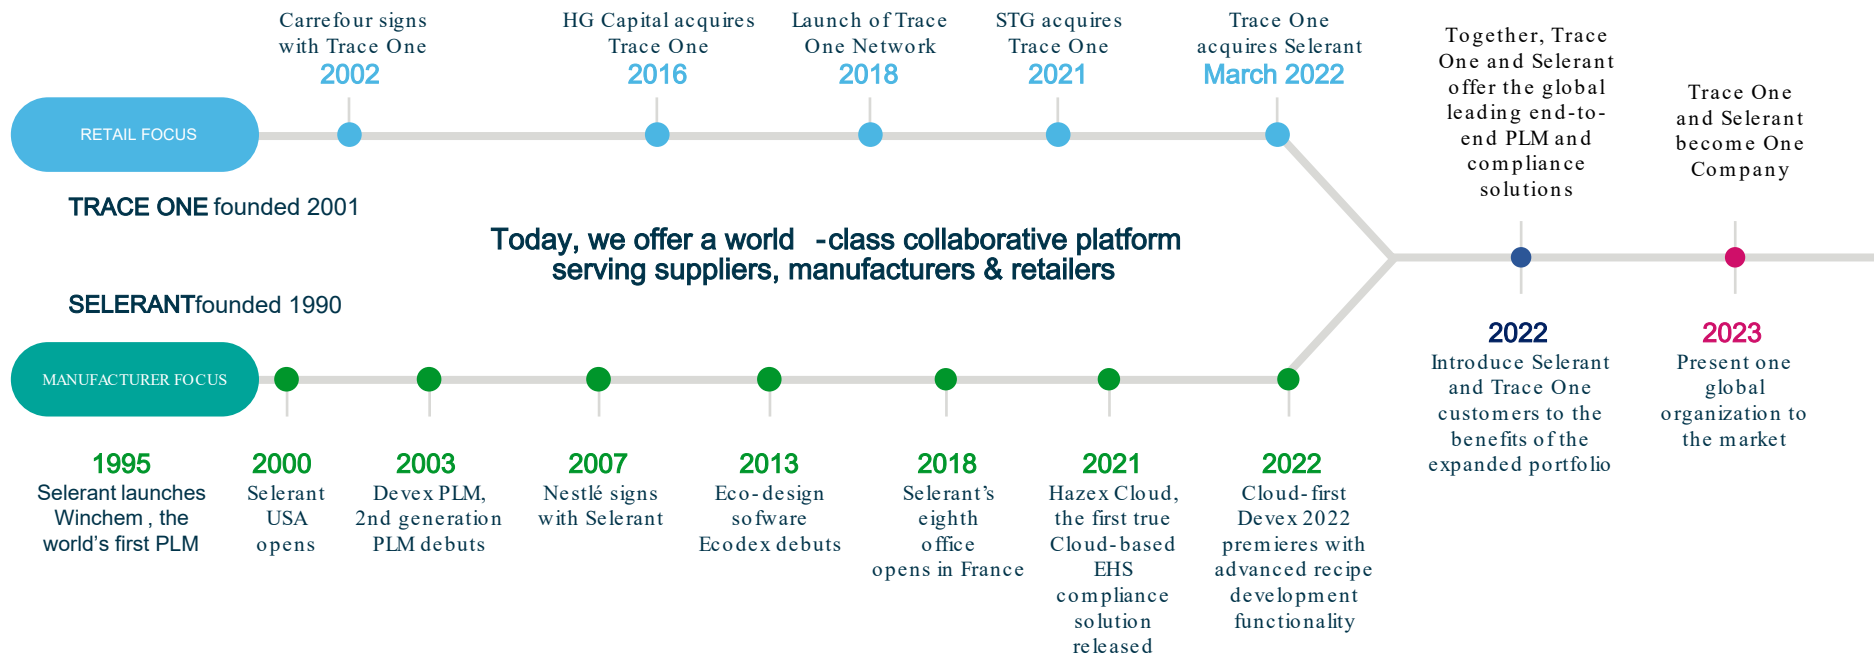 Carrefour signs
with Trace One
2002
HG Capital acquires
Trace One
2016
Launch of Trace
One Network
2018
STG acquires
Trace One
2021
Trace One
acquires Selerant
March 2022
RETAIL FOCUS
TRACE ONE founded 2001
Today, we offer a world -class collaborative platform
serving suppliers, manufacturers & retailers
SELERANT founded 1990
MANUFACTURER FOCUS
1995
Selerant launches
Winchem , the
world's first PLM
2000
Selerant
USA
opens
2003
Devex PLM,
2nd generation
PLM debuts
2007
Nestlé signs
with Selerant
2013
Eco-design
sofware
Ecodex debuts
2018
Selerant's
eighth
office
opens in France
2021
Hazex Cloud,
the first true
Cloud-based
EHS
compliance
solution
released
2022
Cloud-first
Devex 2022
premieres with
advanced recipe
development
functionality
Together, Trace
One and Selerant
offer the global
leading end-to-
end PLM and
compliance
solutions
2022
Introduce Selerant
and Trace One
customers to the
benefits of the
expanded portfolio
Trace One
and Selerant
become One
Company
2023
Present one
global
organization to
the market